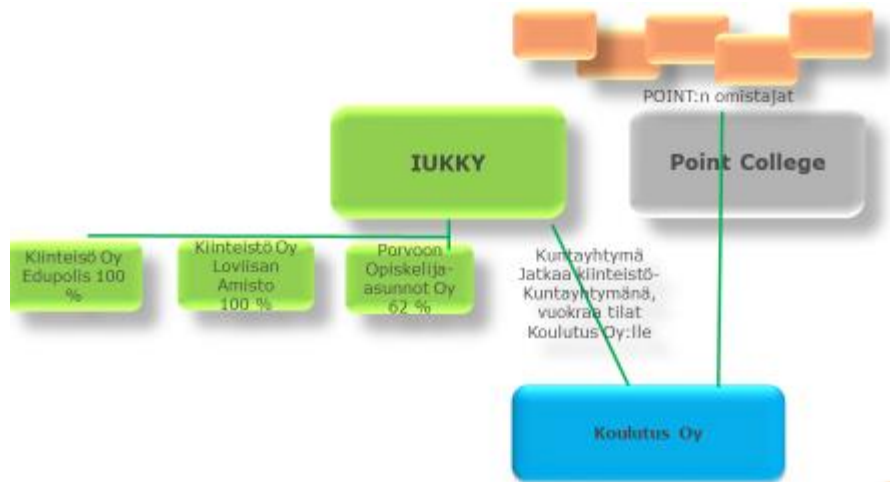 POINT:n omistajat
IUKKY
Point College
Kiinteisö Oy
Edupolis 100
%
Kiinteistö Oy
Loviisan
Amisto
100 %
Porvoon
Opiskelija-
asunnot Oy
62 %
Kuntayhtymä
Jatkaa kiinteistö-
Kuntayhtymänä,
vuokraa tilat
Koulutus Oy:lle
Koulutus Oy